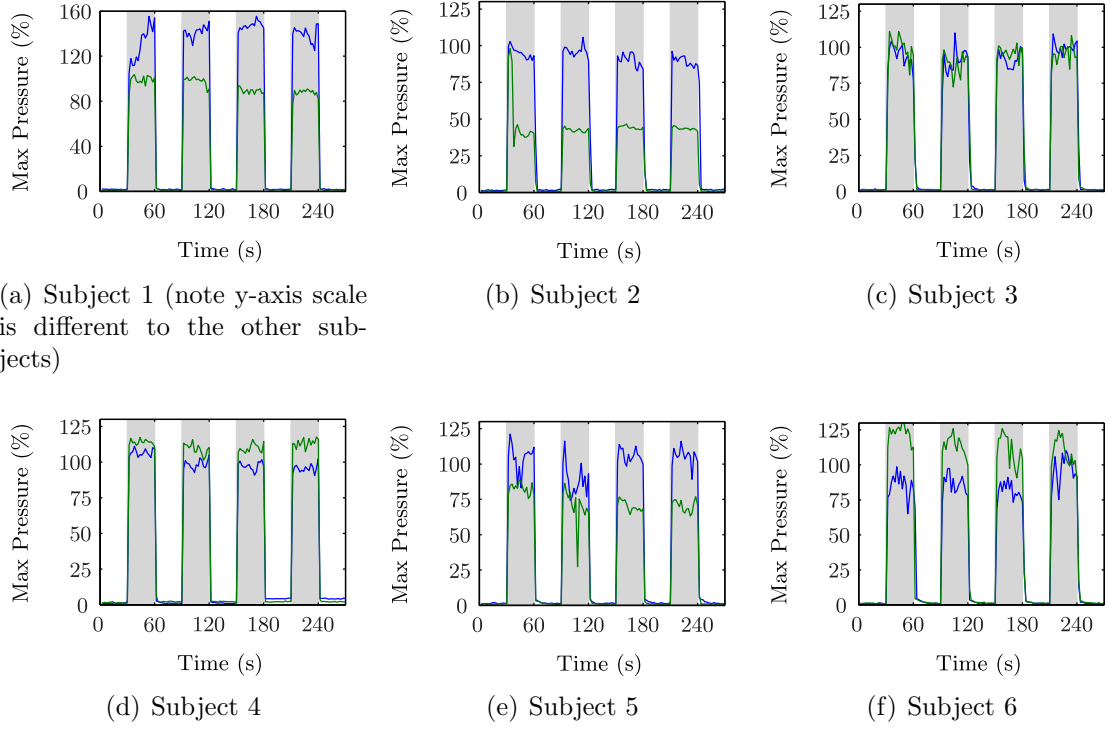 160
120
80
40
0
Max Pressure (%)
0 60 120 180 240
Time (s)
(a) Subject 1 (note y-axis scale
is different to the other sub-
jects)
125
100
75
50
25
0
Max Pressure (%)
0 60 120 180 240
Time (s)
(b) Subject 2
125
100
75
50
25
0
Max Pressure (%)
0 60 120 180 240
Time (s)
(c) Subject 3
125
100
75
50
25
0
Max Pressure (%)
0 60 120 180 240
Time (s)
(d) Subject 4
125
100
75
50
25
0
Max Pressure (%)
0 60 120 180 240
Time (s)
(e) Subject 5
125
100
75
50
25
0
Max Pressure (%)
0 60 120 180 240
Time (s)
(f) Subject 6